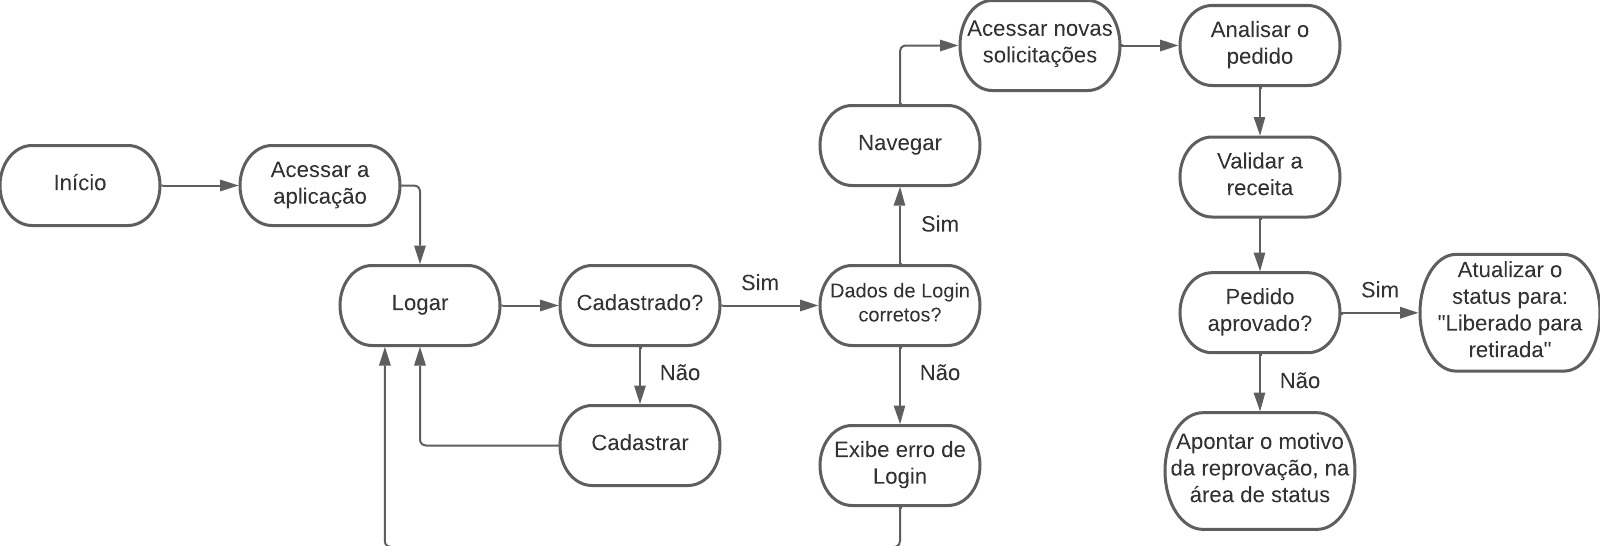 Início
Acessar a
aplicação
Logar
Cadastrado?
Não
Cadastrar
Sim
Dados de Login
corretos?
Não
Exibe erro de
Login
Sim
Navegar
Acessar novas
solicitações
Analisar o
pedido
Validar a
receita
Pedido
aprovado?
Sim
Atualizar o
status para:
"Liberado para
retirada"
Não
Apontar o motivo
da reprovação, na
área de status